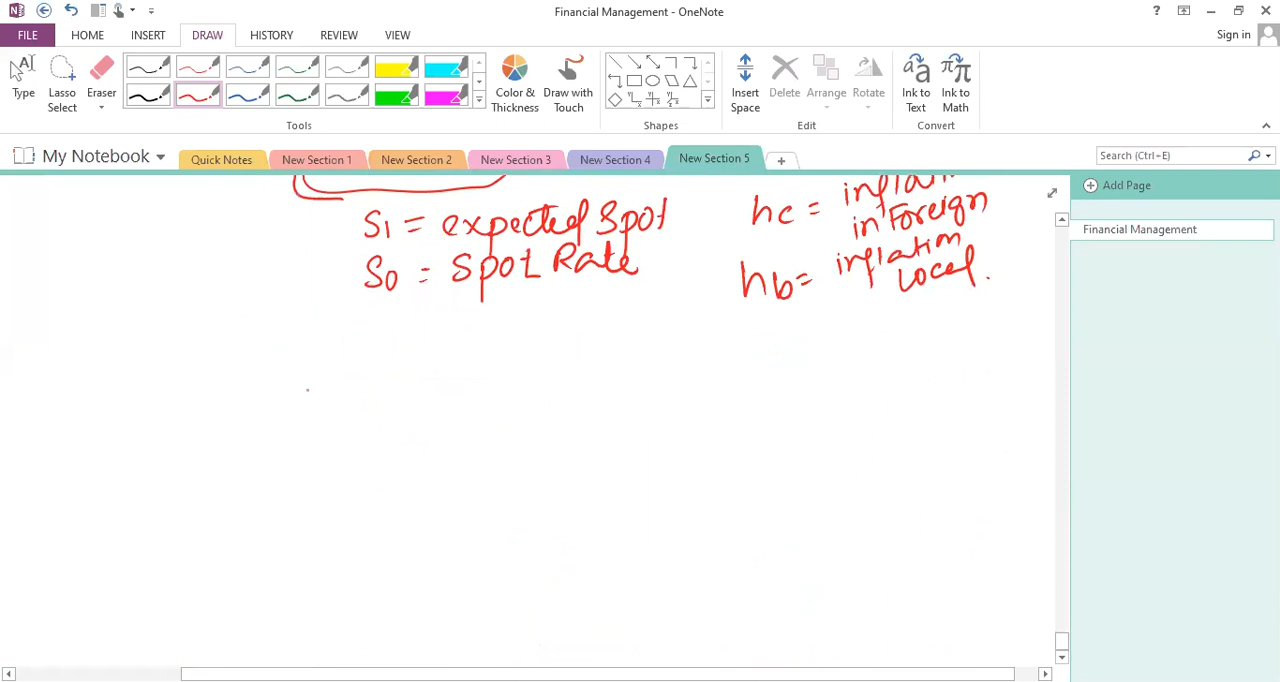 Financial Management - OneNote
FILE HOME INSERT DRAW HISTORY REVIEW VIEW
Sign in
Type
Lasso Select
Eraser
Color & Thickness
Draw with Touch
Insert Space
Delete
Arrange
Rotate
Ink to Text
Ink to Math
Tools Shapes Edit Convert
My Notebook
Quick Notes New Section 1 New Section 2 New Section 3 New Section 4 New Section 5
Search (Ctrl+E)
Add Page
Financial Management
S1 = expected Spot
S0 = Spot Rate
hc =
in Foreign
hb = inflation
Local.